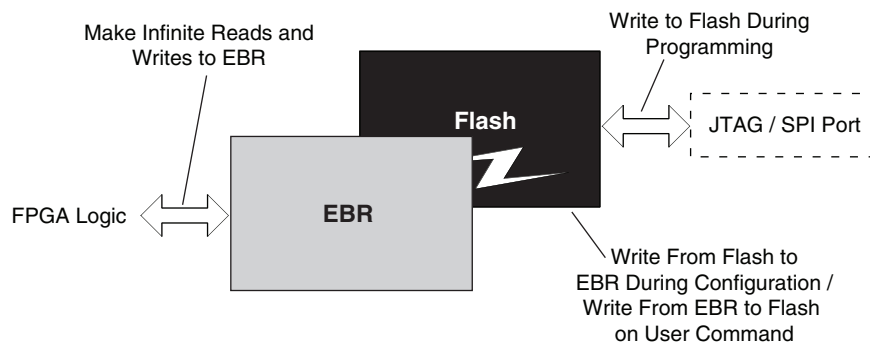 Make Infinite Reads and
Writes to EBR
Write to Flash During
Programming
Flash
JTAG / SPI Port
FPGA Logic
EBR
Write From Flash to
EBR During Configuration /
Write From EBR to Flash
on User Command